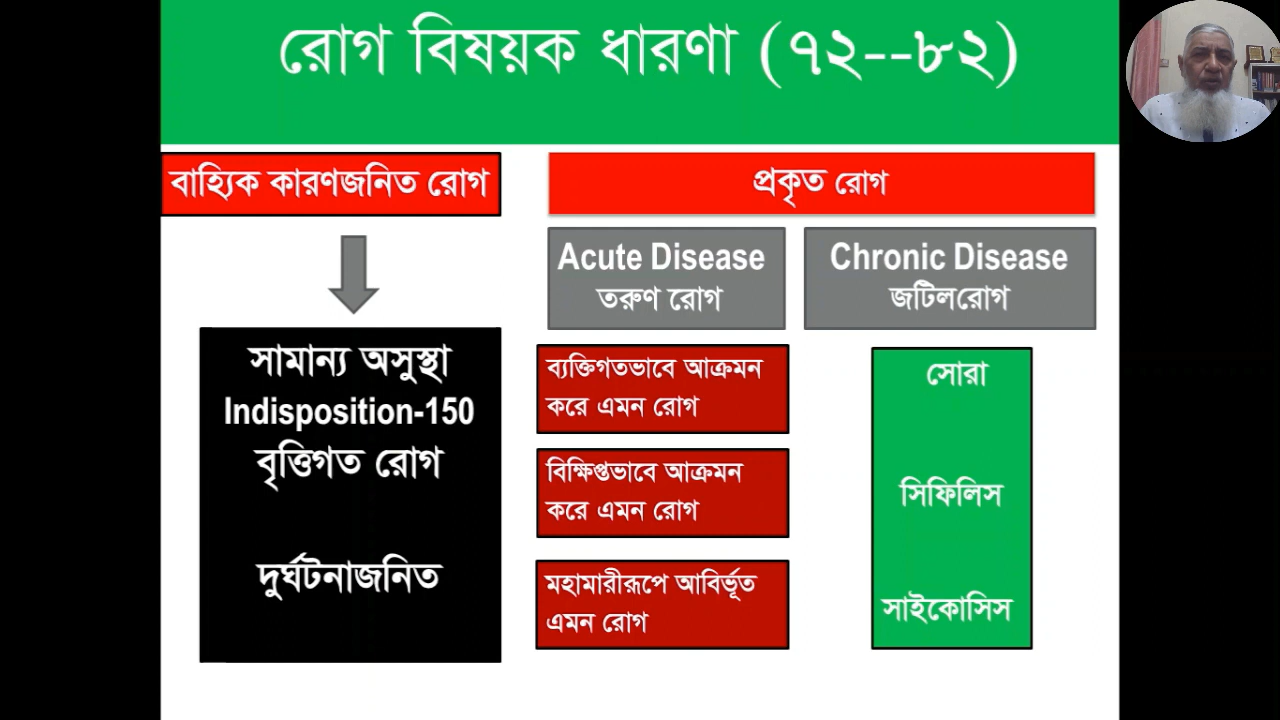 রোগ বিষয়ক ধারণা (৭২--৮২)
বাহ্যিক কারণজনিত রোগ
প্রকৃত রোগ
Acute Disease
তরুণ রোগ
Chronic Disease
জটিলরোগ
সামান্য অসুস্থা
Indisposition-150
বৃত্তিগত রোগ
দুর্ঘটনাজনিত
ব্যক্তিগতভাবে আক্রমন
করে এমন রোগ
বিক্ষিপ্তভাবে আক্রমন
করে এমন রোগ
মহামারীরূপে আবির্ভূত
এমন রোগ
সোরা
সিফিলিস
সাইকোসিস